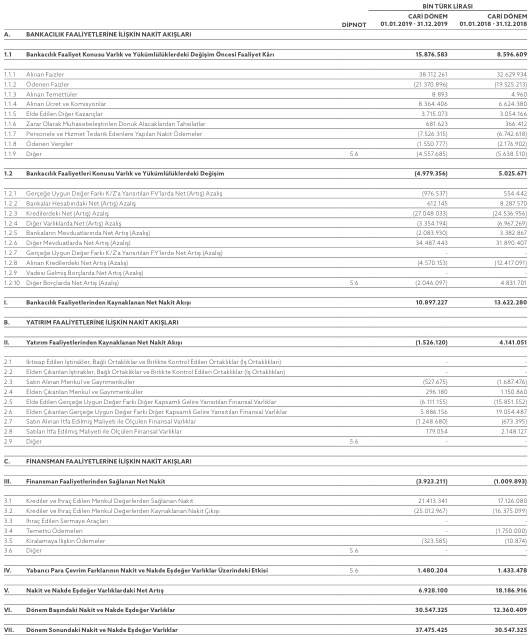 BİN TÜRK LİRASI
DİPNOT CARİ DÖNEM 01.01.2019 - 31.12.2019 CARİ DÖNEM 01.01.2018 - 31.12.2018
A. BANKACILIK FAALİYETLERİNE İLİŞKİN NAKİT AKIŞLARI
1.1 Bankacılık Faaliyet Konusu Varlık ve Yükümlülüklerdeki Değişim Öncesi Faaliyet Kârı 15.876.583 8.596.609
1.1.1 Alınan Faizler 38.112.261 32.629.934
1.1.2 Ödenen Faizler (21.370.896) (19.525.213)
1.1.3 Alınan Temettüler 8.893 4.960
1.1.4 Alınan Ücret ve Komisyonlar 8.364.406 6.624.380
1.1.5 Elde Edilen Diğer Kazançlar 3.715.073 3.054.166
1.1.6 Zarar Olarak Muhasebeleştirilen Donuk Alacaklardan Tahsilatlar 681.623 366.412
1.1.7 Personele ve Hizmet Tedarik Edenlere Yapılan Nakit Ödemeler (7.526.315) (6.742.618)
1.1.8 Ödenen Vergiler (1.550.777) (2.176.902)
1.1.9 Diğer 5.6 (4.557.685) (5.638.510)
1.2 Bankacılık Faaliyetleri Konusu Varlık ve Yükümlülüklerdeki Değişim (4.979.356) 5.025.671
1.2.1 Gerçeğe Uygun Değer Farkı K/Z'a Yansıtılan FV'larda Net (Artış) Azalış (976.537) 554.442
1.2.2 Bankalar Hesabındaki Net (Artış) Azalış 612.145 8.287.570
1.2.3 Kredilerdeki Net (Artış) Azalış (27.048.033) (24.536.956)
1.2.4 Diğer Varlıklarda Net (Artış) Azalış (3.354.194) (6.967.269)
1.2.5 Bankaların Mevduatlarında Net Artış (Azalış) (2.083.930) 3.382.867
1.2.6 Diğer Mevduatlarda Net Artış (Azalış) 34.487.443 31.890.407
1.2.7 Gerçeğe Uygun Değer Farkı K/Z'a Yansıtılan FY'lerde Net Artış (Azalış) - -
1.2.8 Alınan Kredilerdeki Net Artış (Azalış) (4.570.153) (12.417.091)
1.2.9 Vadesi Gelmiş Borçlarda Net Artış (Azalış) - -
1.2.10 Diğer Borçlarda Net Artış (Azalış) 5.6 (2.046.097) 4.831.701
I. Bankacılık Faaliyetlerinden Kaynaklanan Net Nakit Akışı 10.897.227 13.622.280
B. YATIRIM FAALİYETLERİNE İLİŞKİN NAKİT AKIŞLARI
II. Yatırım Faaliyetlerinden Kaynaklanan Net Nakit Akışı (1.526.120) 4.141.051
2.1 İktisap Edilen İştirakler, Bağlı Ortaklıklar ve Birlikte Kontrol Edilen Ortaklıklar (İş Ortaklıkları) - -
2.2 Elden Çıkarılan İştirakler, Bağlı Ortaklıklar ve Birlikte Kontrol Edilen Ortaklıklar (İş Ortaklıkları) - -
2.3 Satın Alınan Menkul ve Gayrimenkuller (527.675) (1.687.476)
2.4 Elden Çıkarılan Menkul ve Gayrimenkuller 296.180 1.150.860
2.5 Elde Edilen Gerçeğe Uygun Değer Farkı Diğer Kapsamlı Gelire Yansıtılan Finansal Varlıklar (6.111.155) (15.851.552)
2.6 Elden Çıkarılan Gerçeğe Uygun Değer Farkı Diğer Kapsamlı Gelire Yansıtılan Finansal Varlıklar 5.886.156 19.054.487
2.7 Satın Alınan İtfa Edilmiş Maliyeti ile Ölçülen Finansal Varlıklar (1.248.680) (673.395)
2.8 Satılan İtfa Edilmiş Maliyeti ile Ölçülen Finansal Varlıklar 179.054 2.148.127
2.9 Diğer 5.6 - -
C. FİNANSMAN FAALİYETLERİNE İLİŞKİN NAKİT AKIŞLARI
III. Finansman Faaliyetlerinden Sağlanan Net Nakit (3.923.211) (1.009.893)
3.1 Krediler ve İhraç Edilen Menkul Değerlerden Sağlanan Nakit 21.413.341 17.126.080
3.2 Krediler ve İhraç Edilen Menkul Değerlerden Kaynaklanan Nakit Çıkışı (25.012.967) (16.375.099)
3.3 İhraç Edilen Sermaye Araçları - -
3.4 Temettü Ödemeleri - (1.750.000)
3.5 Kiralamaya İlişkin Ödemeler (323.585) (10.874)
3.6 Diğer 5.6 - -
IV. Yabancı Para Çevrim Farklarının Nakit ve Nakde Eşdeğer Varlıklar Üzerindeki Etkisi 5.6 1.480.204 1.433.478
V. Nakit ve Nakde Eşdeğer Varlıklardaki Net Artış 6.928.100 18.186.916
VI. Dönem Başındaki Nakit ve Nakde Eşdeğer Varlıklar 30.547.325 12.360.409
VII. Dönem Sonundaki Nakit ve Nakde Eşdeğer Varlıklar 37.475.425 30.547.325